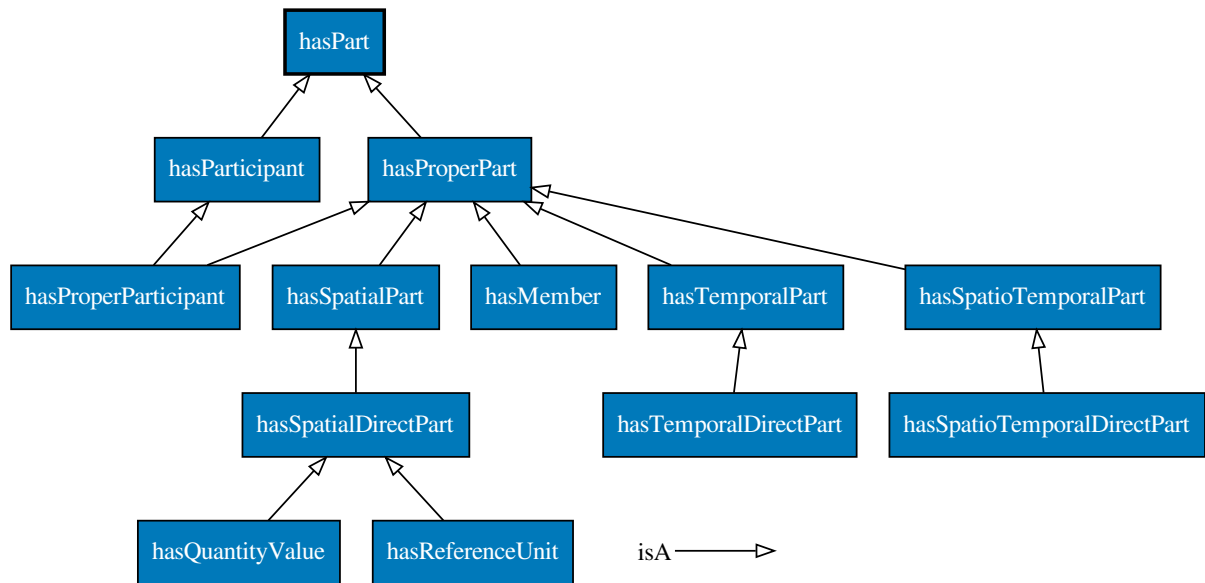 hasPart
hasParticipant
hasProperPart
hasProperParticipant
hasSpatialPart
hasMember
hasTemporalPart
hasSpatioTemporalPart
hasSpatialDirectPart
hasTemporalDirectPart
hasSpatioTemporalDirectPart
hasQuantityValue
hasReferenceUnit
isA